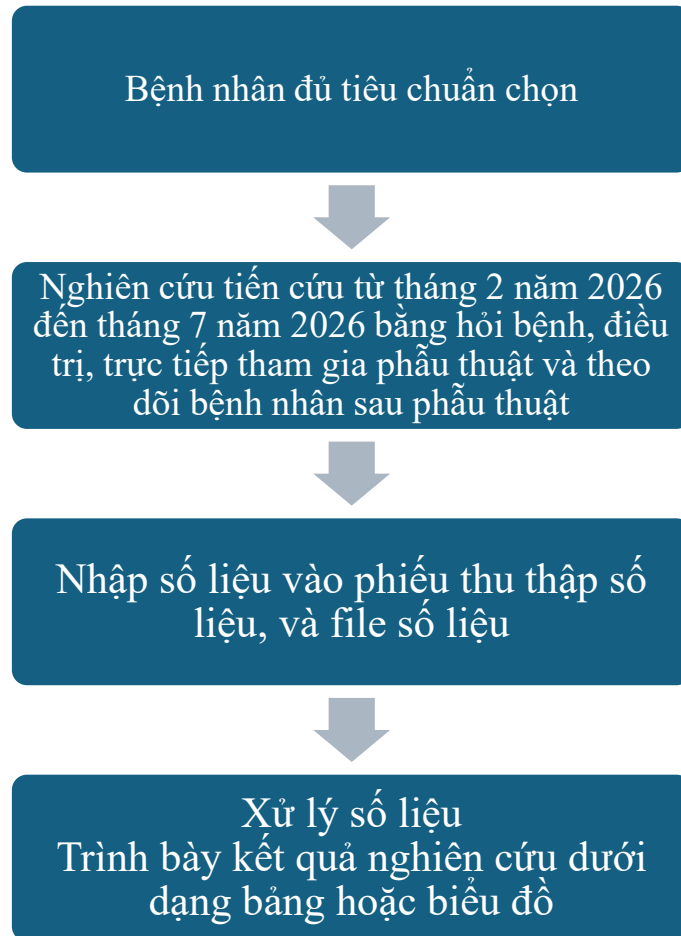 Bệnh nhân đủ tiêu chuẩn chọn
Nghiên cứu tiến cứu từ tháng 2 năm 2026
đến tháng 7 năm 2026 bằng hỏi bệnh, điều
trị, trực tiếp tham gia phẫu thuật và theo
dõi bệnh nhân sau phẫu thuật
Nhập số liệu vào phiếu thu thập số
liệu, và file số liệu
Xử lý số liệu
Trình bày kết quả nghiên cứu dưới
dạng bảng hoặc biểu đồ